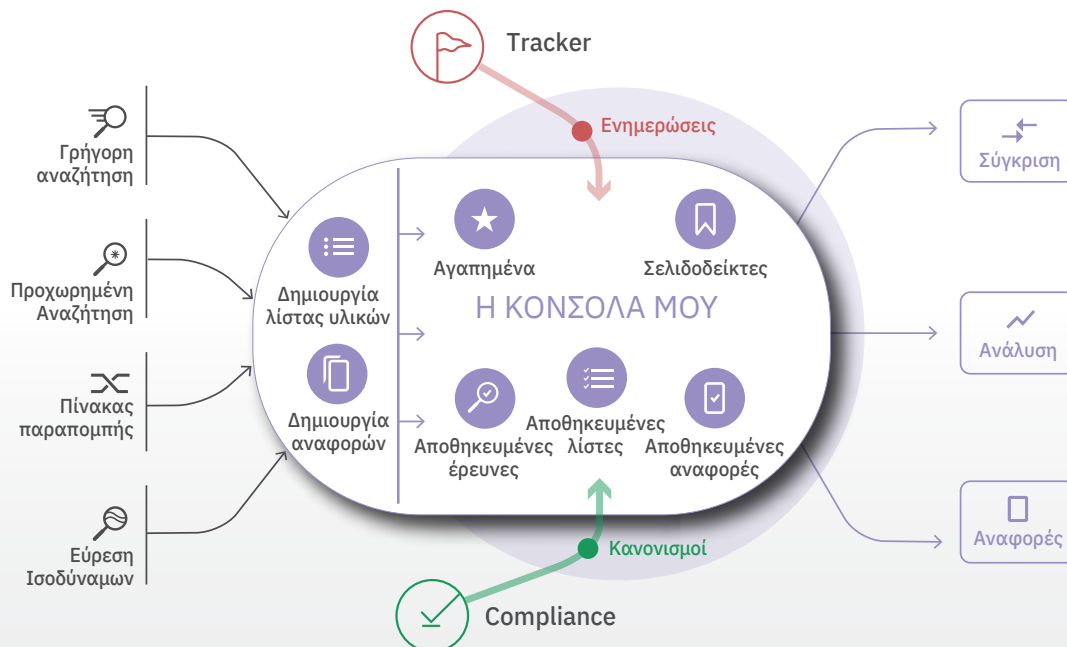 Tracker
Ενημερώσεις
Γρήγορη
αναζήτηση
Προχωρημένη
Αναζήτηση
Πίνακας
παραπομπής
Εύρεση
Ισοδύναμων
Δημιουργία
λίστας υλικών
Δημιουργία
αναφορών
Αγαπημένα
Σελιδοδείκτες
Η ΚΟΝΣΟΛΑ ΜΟΥ
Αποθηκευμένες
έρευνες
Αποθηκευμένες
λίστες
Αποθηκευμένες
αναφορές
Κανονισμοί
Compliance
Σύγκριση
Ανάλυση
Αναφορές